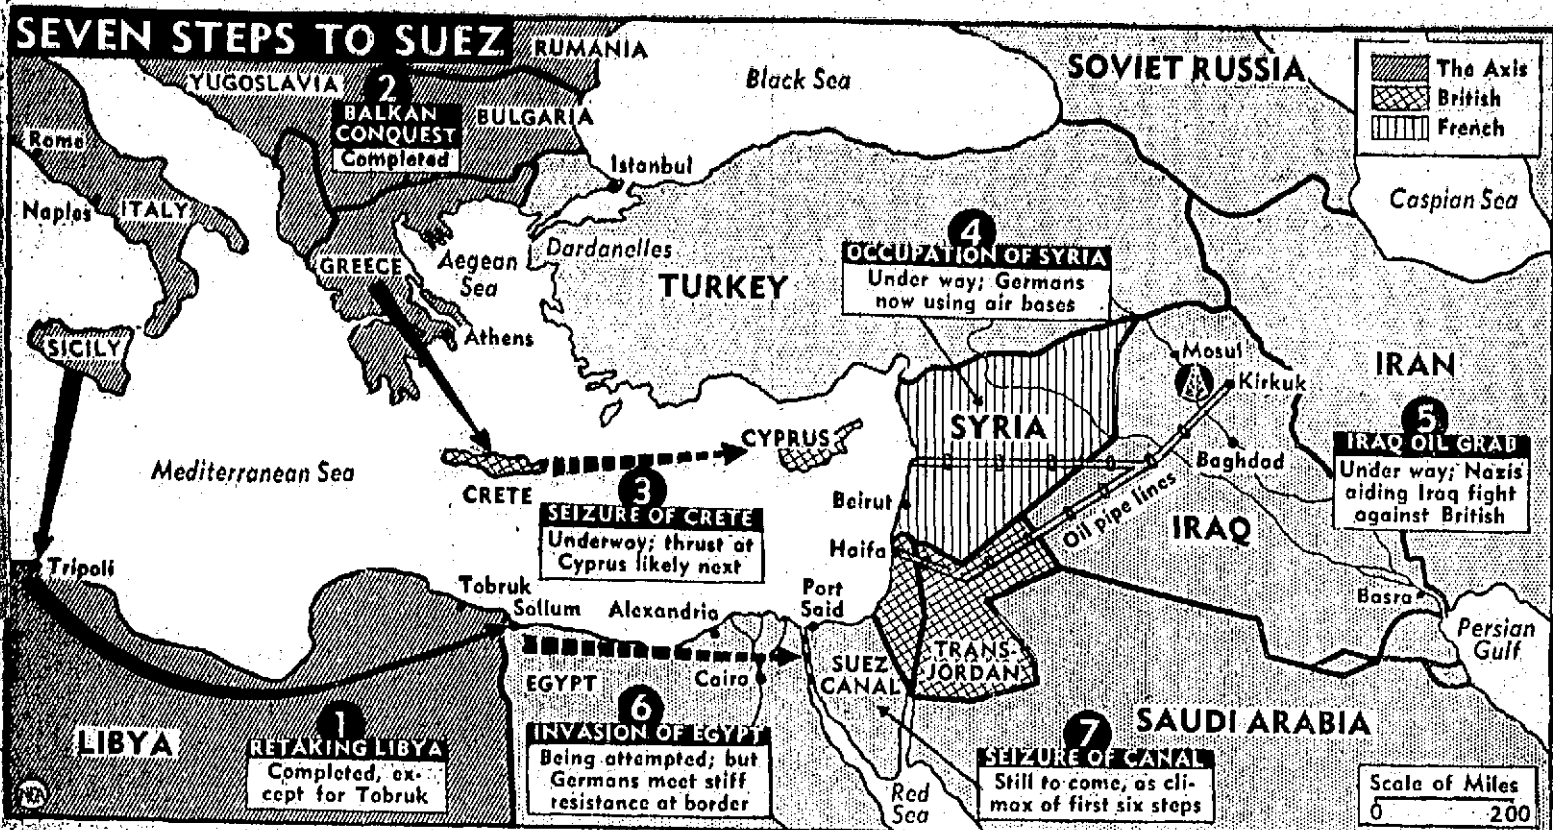 SEVEN STEPS TO SUEZ
RUMANIA
YUGOSLAVIA
2
BALKAN
CONQUEST
Completed
BULGARIA
Black Sea
SOVIET RUSSIA
The Axis
British
French
Rome
Naples
ITALY
Istanbul
Caspian Sea
GREECE
Aegean
Sea
Dardanelles
TURKEY
4
OCCUPATION OF SYRIA
Under way; Germans
now using air bases
Athens
SICILY
Mosul
Kirkuk
IRAN
SYRIA
CYPRUS
Mediterranean Sea
CRETE
3
SEIZURE OF CRETE
Underway; thrust at
Cyprus likely next
Beirut
Haifa
Baghdad
Oil pipe lines
IRAQ
5
IRAQ OIL GRAB
Under way; Nazis
aiding Iraq fight
against British
Tripoli
Tobruk
Sollum
Alexandria
Port
Said
Basra
Persian
Gulf
EGYPT
Cairo
SUEZ
CANAL
TRANS-
JORDAN
LIBYA
1
RETAKING LIBYA
Completed, ex-
cept for Tobruk
6
INVASION OF EGYPT
Being attempted; but
Germans meet stiff
resistance at border
7
SEIZURE OF CANAL
Still to come, as cli-
max of first six steps
SAUDI ARABIA
Red
Sea
Scale of Miles
0 200
NEA